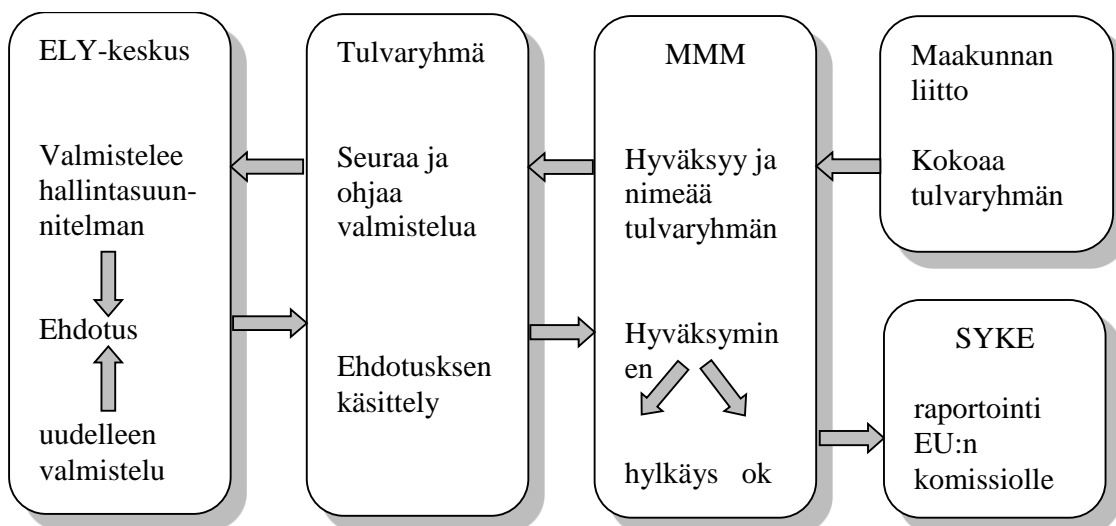 ELY-keskus
Valmistelee
hallintasuun-
nitelman
Ehdotus
uudelleen
valmistelu
Tulvaryhmä
Seuraa ja
ohjaa
valmistelua
Ehdotusksen
käsittely
MMM
Hyväksyy ja
nimeää
tulvaryhmän
Hyväksymin
en
hylkäys ok
Maakunnan
liitto
Kokoaa
tulvaryhmän
SYKE
raportointi
EU:n
komissiolle